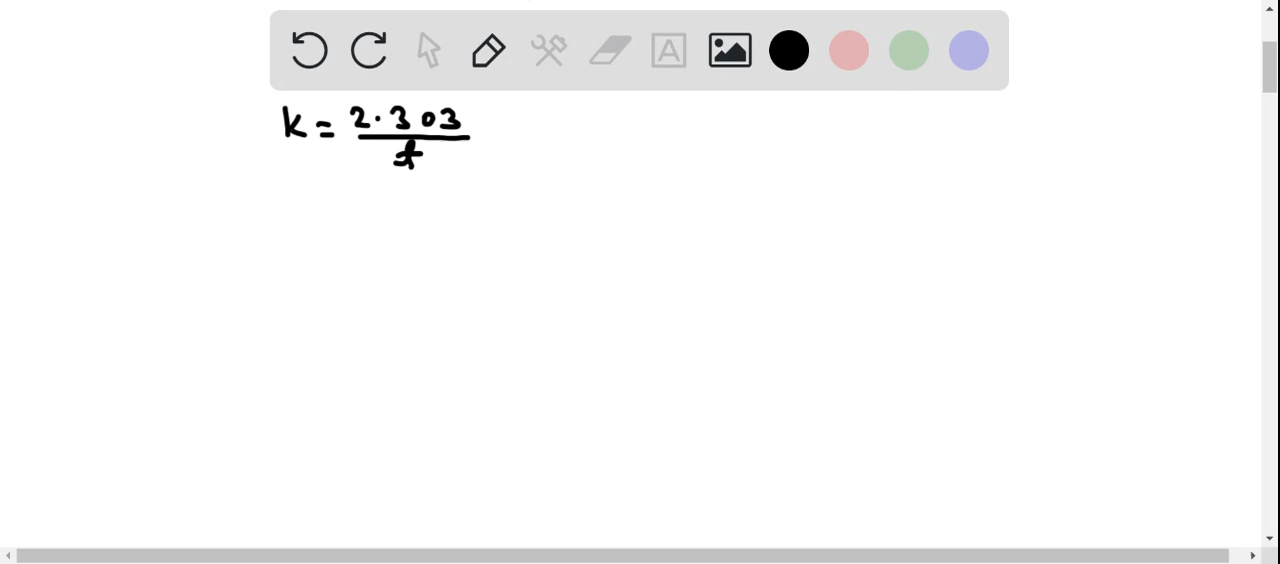 k = 2.303 / t